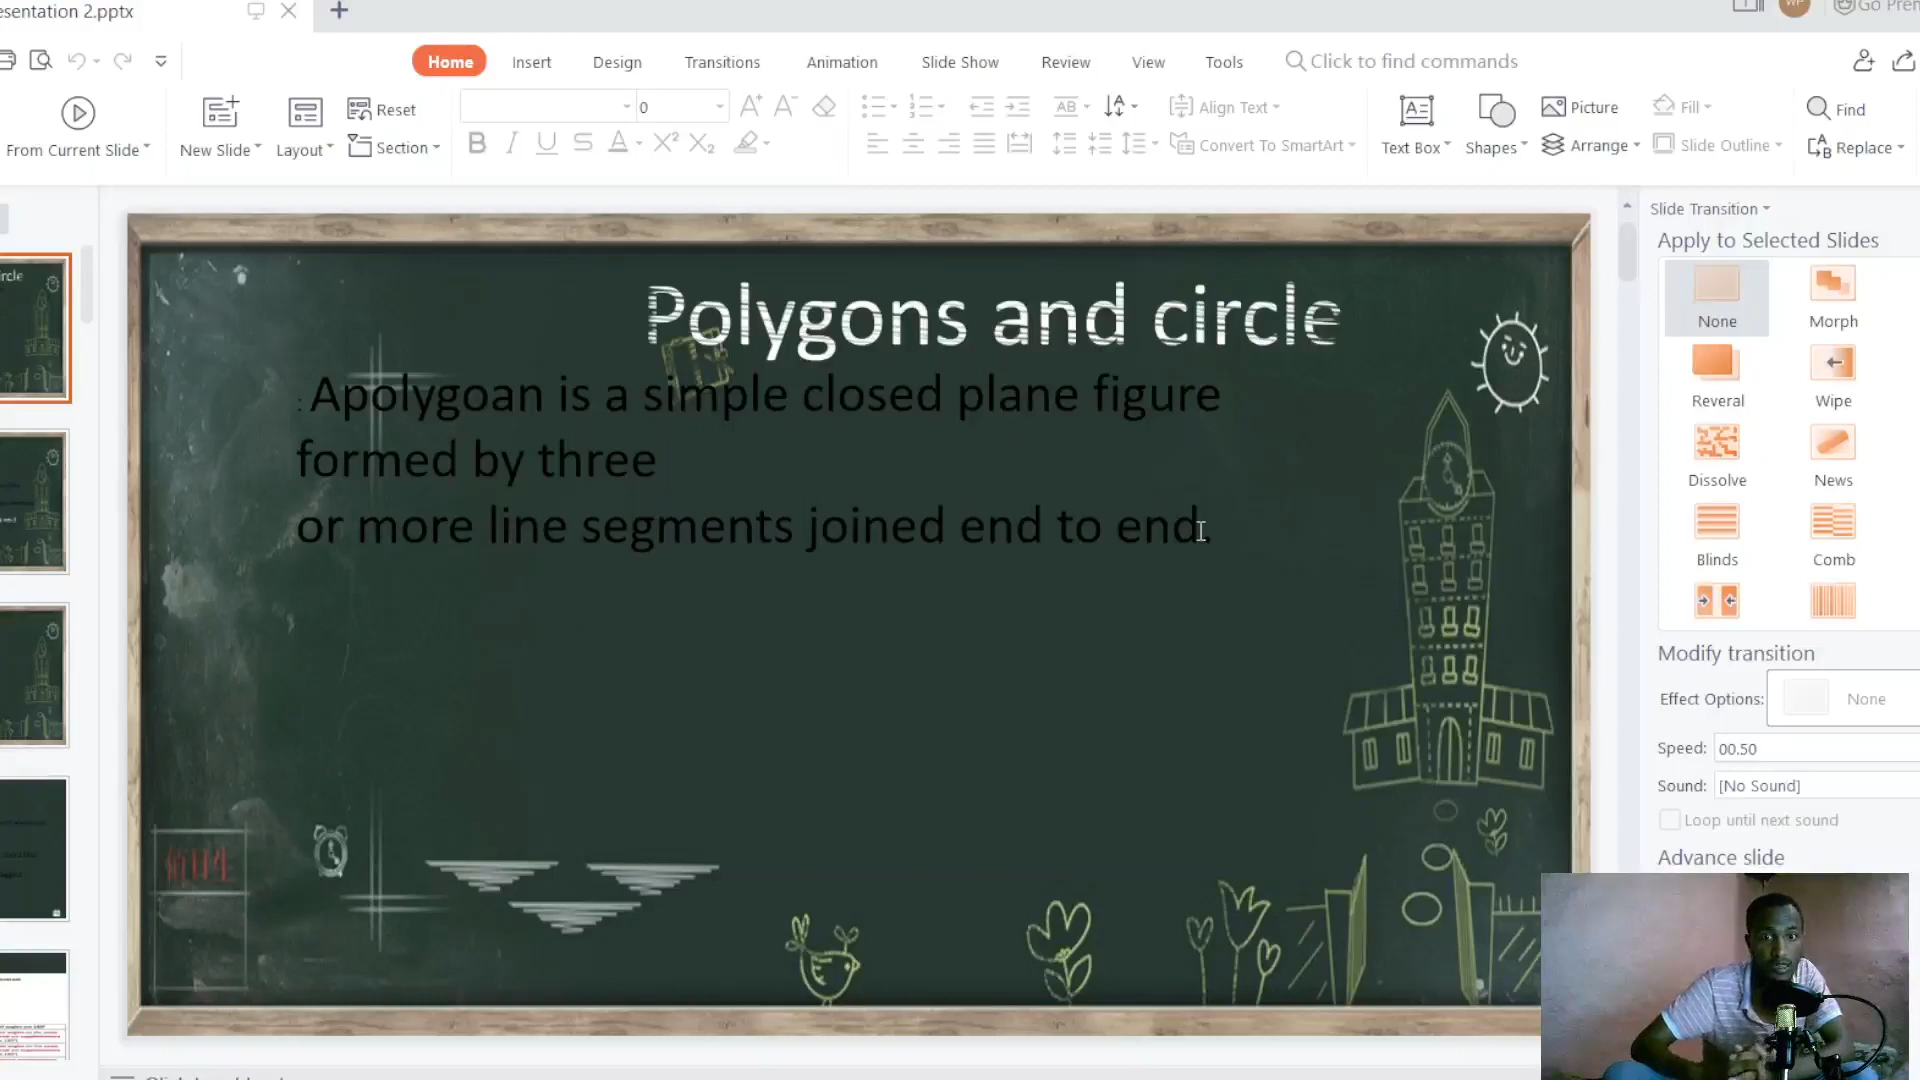 esentation 2.pptx
Go Prem
Home
Insert
Design
Transitions
Animation
Slide Show
Review
View
Tools
Click to find commands
From Current Slide
New Slide
Layout
Reset
Section
0
Align Text
Convert To SmartArt
Text Box
Shapes
Picture
Arrange
Fill
Slide Outline
Find
Replace
Polygons and circle
: Apolygoan is a simple closed plane figure
formed by three
or more line segments joined end to end.
Slide Transition
Apply to Selected Slides
None
Morph
Reveral
Wipe
Dissolve
News
Blinds
Comb
Modify transition
Effect Options:
None
Speed:
00.50
Sound:
[No Sound]
Loop until next sound
Advance slide